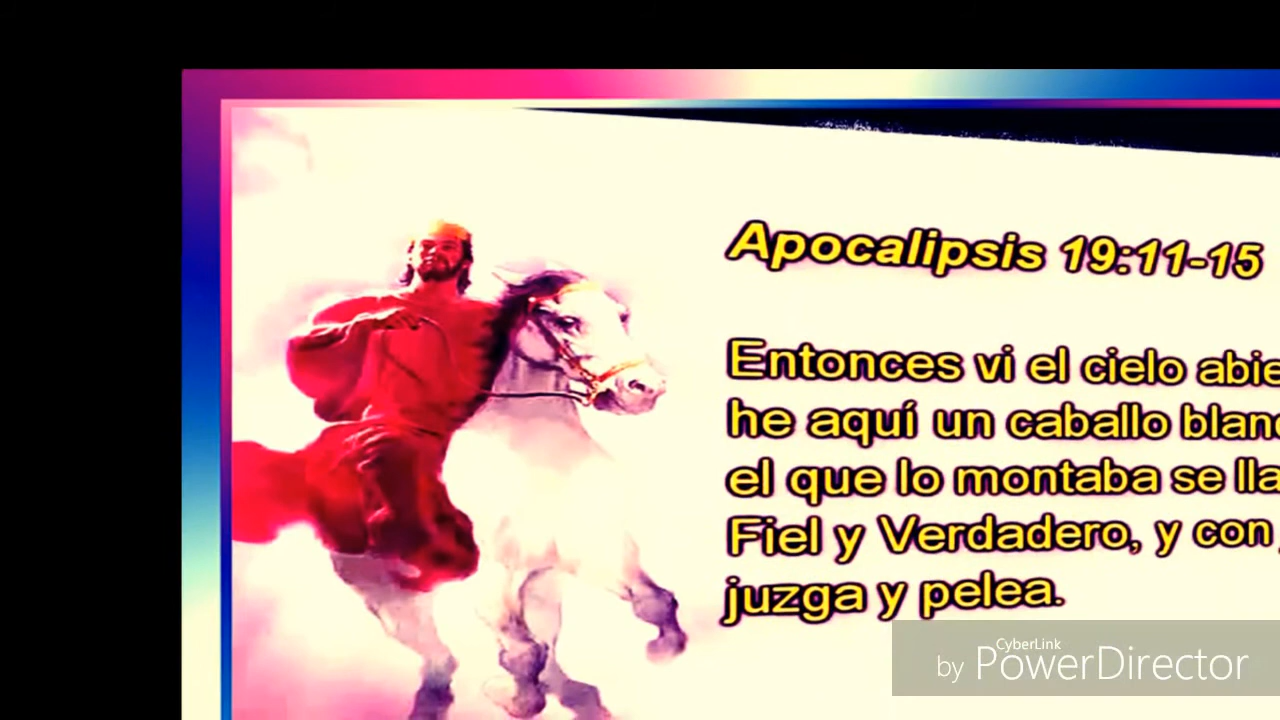 Apocalipsis 19:11-15
Entonces vi el cielo abie
he aquí un caballo blanc
el que lo montaba se lla
Fiel y Verdadero, y con
juzga y pelea.
CyberLink
by PowerDirector